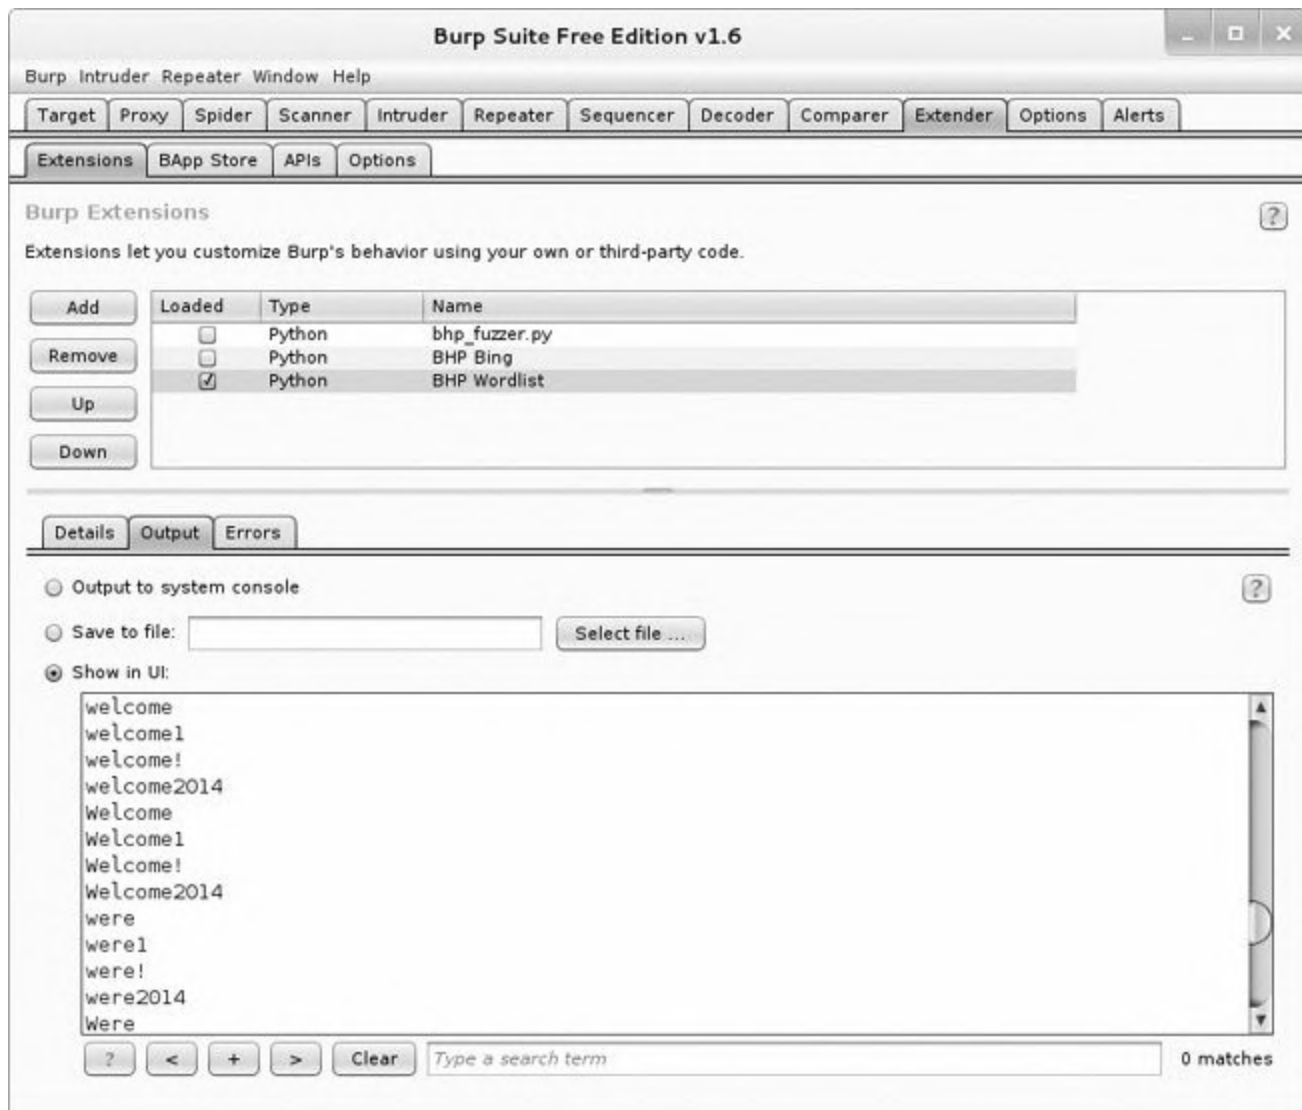 Burp Suite Free Edition v1.6
Burp Intruder Repeater Window Help
Target Proxy Spider Scanner Intruder Repeater Sequencer Decoder Comparer Extender Options Alerts
Extensions BApp Store APIs Options
Burp Extensions
?
Extensions let you customize Burp's behavior using your own or third-party code.
Add
Remove
Up
Down
Loaded Type Name
Python bhp_fuzzer.py
Python BHP Bing
Python BHP Wordlist
Details Output Errors
Output to system console
?
Save to file: Select file ...
Show in UI:
welcome
welcome1
welcome!
welcome2014
Welcome
Welcome1
Welcome!
Welcome2014
were
were1
were!
were2014
Were
? < + > Clear Type a search term 0 matches